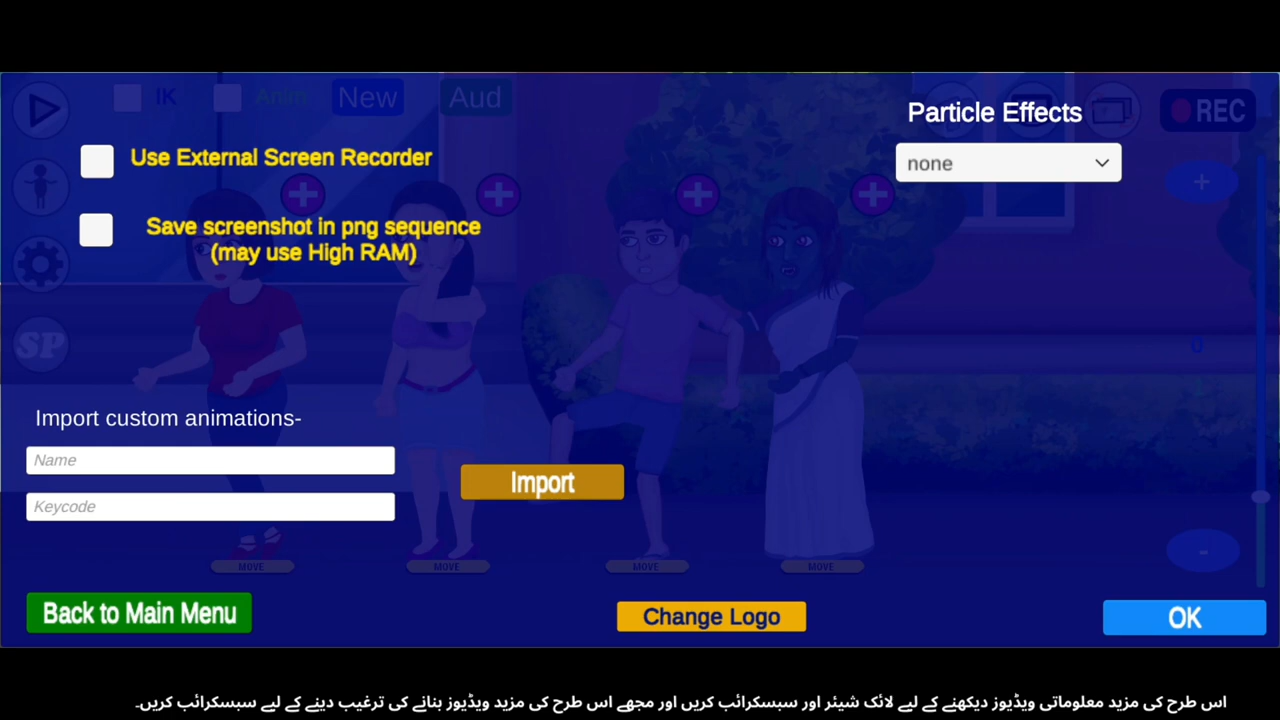 IK
Anim
New
Aud
REC
Particle Effects
none
Use External Screen Recorder
Save screenshot in png sequence
(may use High RAM)
+
SP
0
Import custom animations-
Name
Keycode
Import
-
MOVE
MOVE
MOVE
MOVE
Back to Main Menu
Change Logo
OK
اس طرح کی مزید معلوماتی ویڈیوز دیکھنے کے لیے لائک شیئر اور سبسکرائب کریں اور مجھے اس طرح کی مزید ویڈیوز بنانے کی ترغیب دینے کے لیے سبسکرائب کریں۔